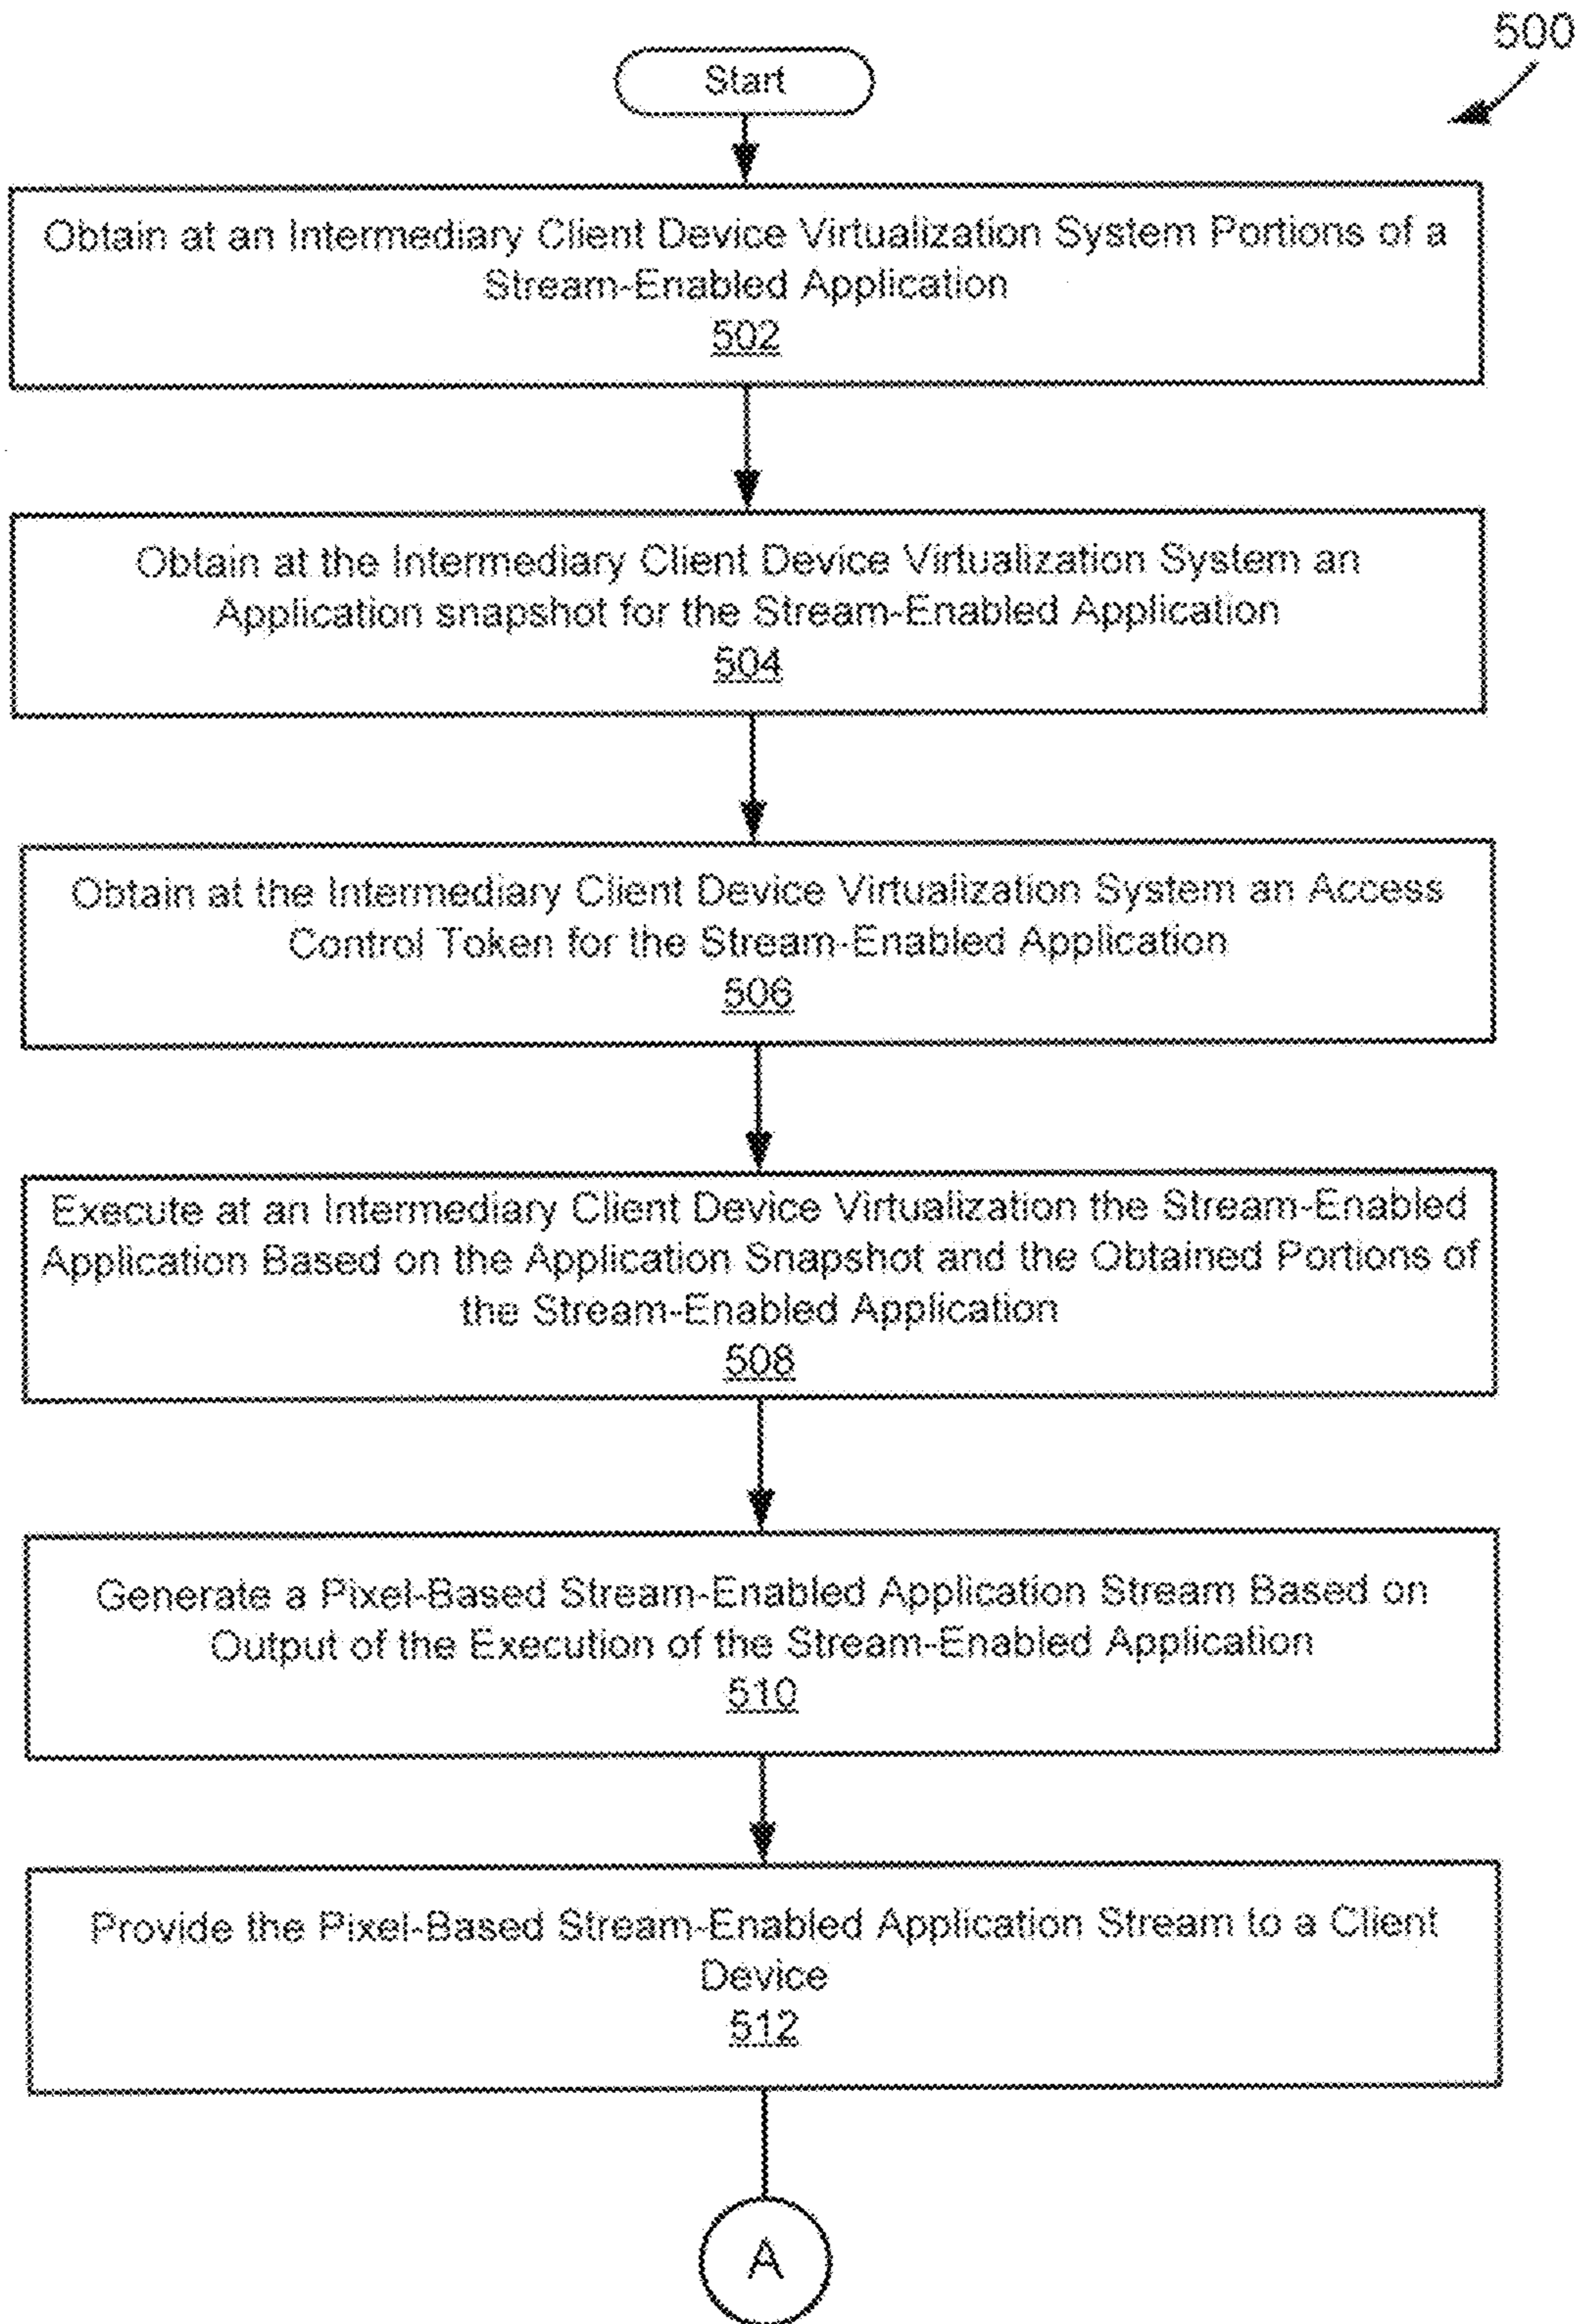 500
Start
Obtain at an Intermediary Client Device Virtualization System Portions of a
Stream-Enabled Application
502
Obtain at the Intermediary Client Device Virtualization System an
Application snapshot for the Stream-Enabled Application
504
Obtain at the Intermediary Client Device Virtualization System an Access
Control Token for the Stream-Enabled Application
506
Execute at an Intermediary Client Device Virtualization the Stream-Enabled
Application Based on the Application Snapshot and the Obtained Portions of
the Stream-Enabled Application
508
Generate a Pixel-Based Stream-Enabled Application Stream Based on
Output of the Execution of the Stream-Enabled Application
510
Provide the Pixel-Based Stream-Enabled Application Stream to a Client
Device
512
A